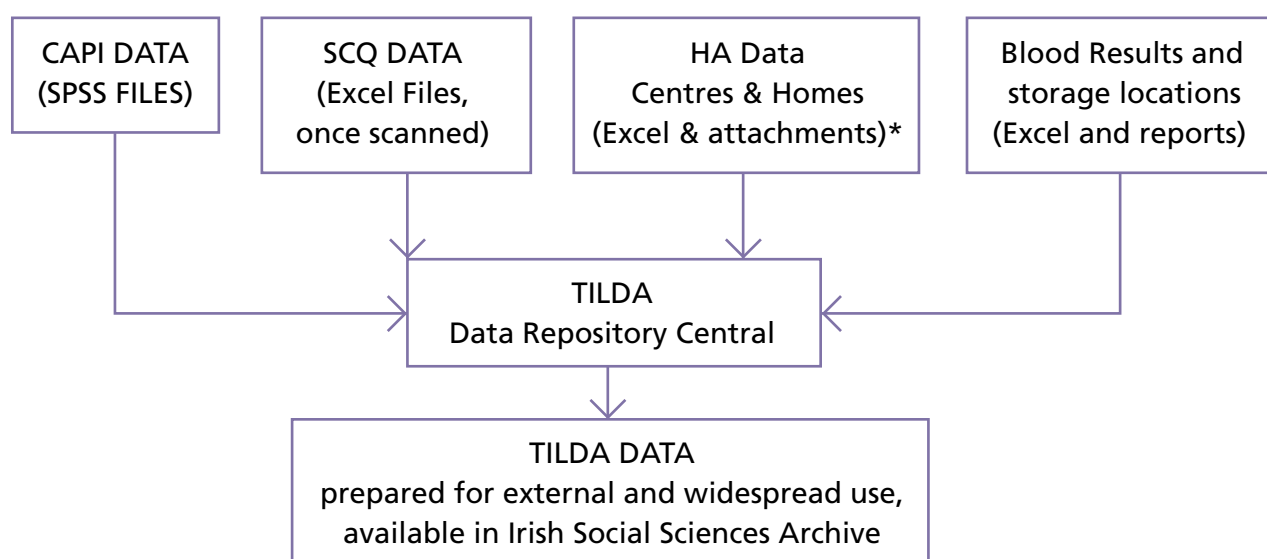 CAPI DATA
(SPSS FILES)
SCQ DATA
(Excel Files,
once scanned)
HA Data
Centres & Homes
(Excel & attachments)*
Blood Results and
storage locations
(Excel and reports)
TILDA
Data Repository Central
TILDA DATA
prepared for external and widespread use,
available in Irish Social Sciences Archive